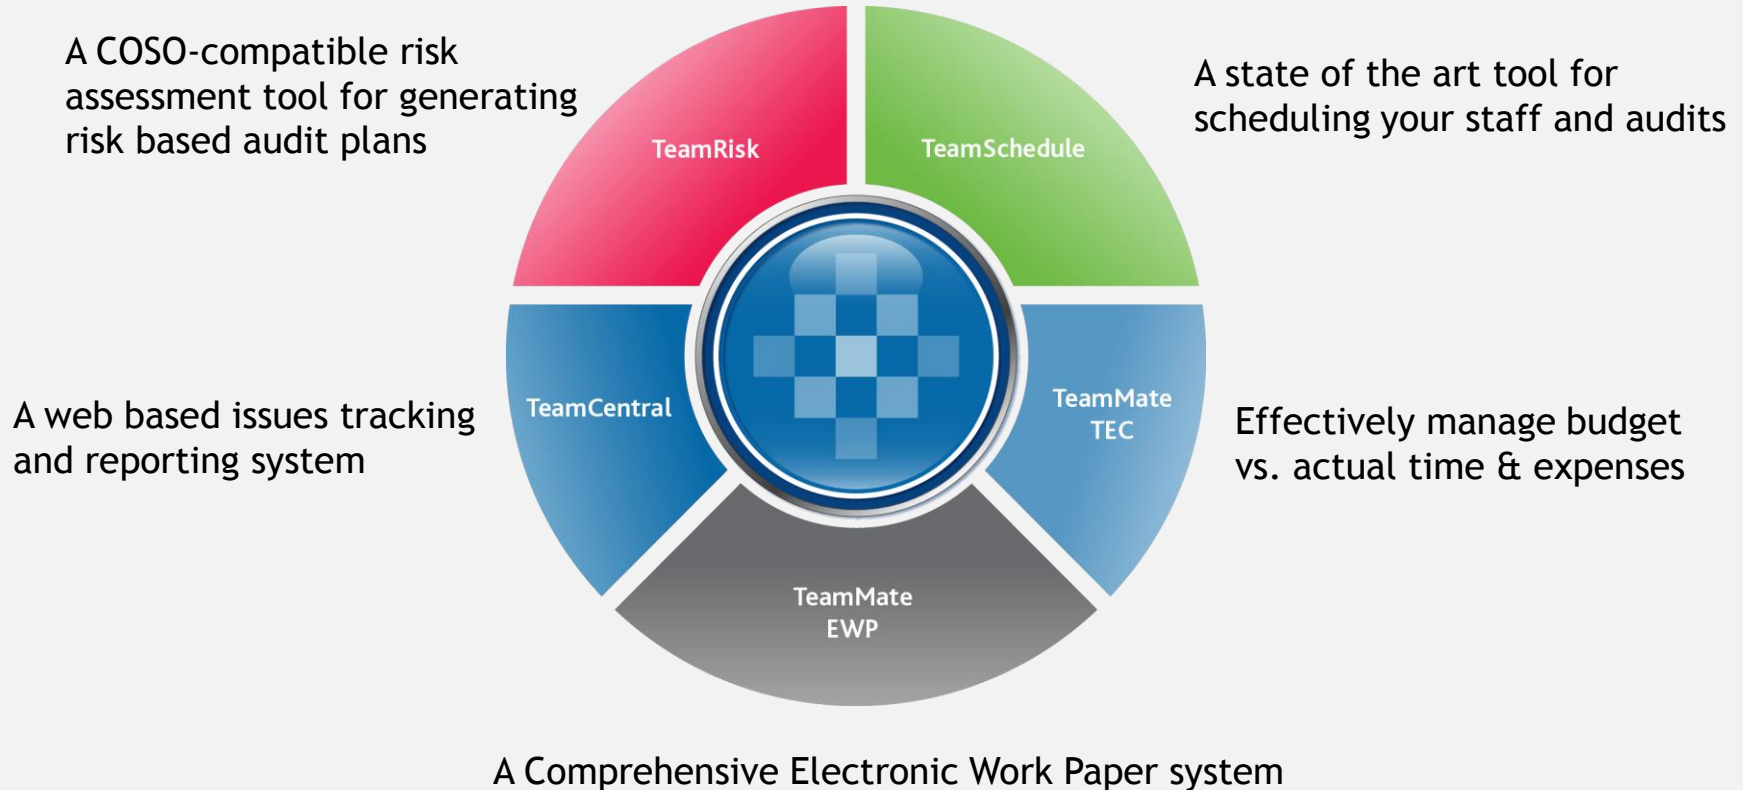 A COSO-compatible risk
assessment tool for generating
risk based audit plans
TeamRisk
TeamSchedule
A state of the art tool for
scheduling your staff and audits
A web based issues tracking
and reporting system
TeamCentral
TeamMate
TEC
Effectively manage budget
vs. actual time & expenses
TeamMate
EWP
A Comprehensive Electronic Work Paper system